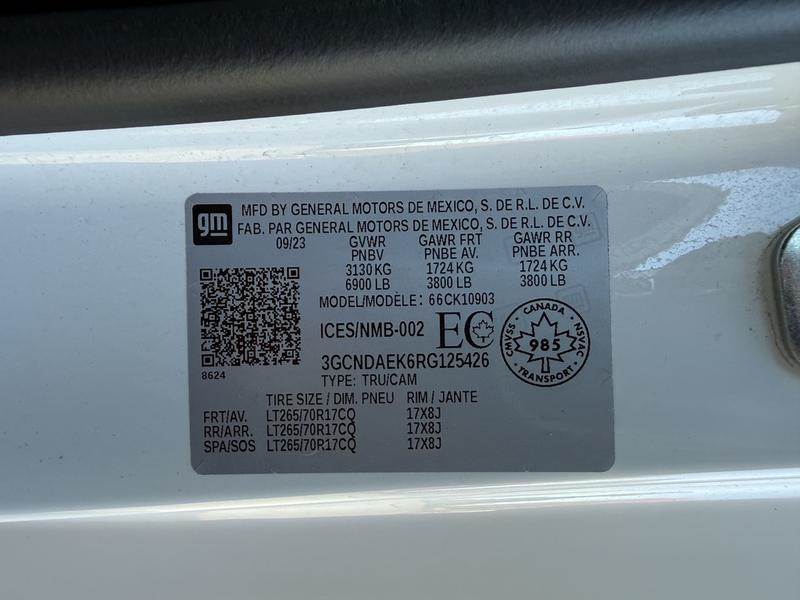 gm
MFD BY GENERAL MOTORS DE MEXICO, S. DE R.L. DE C.V.
FAB. PAR GENERAL MOTORS DE MEXICO, S. DE R.L. DE C.V.
09/23 GVWR GAWR FRT GAWR RR
PNBV PNBE AV. PNBE ARR.
3130 KG 1724 KG 1724 KG
6900 LB 3800 LB 3800 LB
MODEL/MODÈLE: 66CK10903
ICES/NMB-002 EC
3GCNDAEK6RG125426
TYPE: TRU/CAM
8624
CANADA
CMVSS 985 NSVAC
TRANSPORT
TIRE SIZE / DIM. PNEU RIM / JANTE
FRT/AV. LT265/70R17CQ 17X8J
RR/ARR. LT265/70R17CQ 17X8J
SPA/SOS LT265/70R17CQ 17X8J